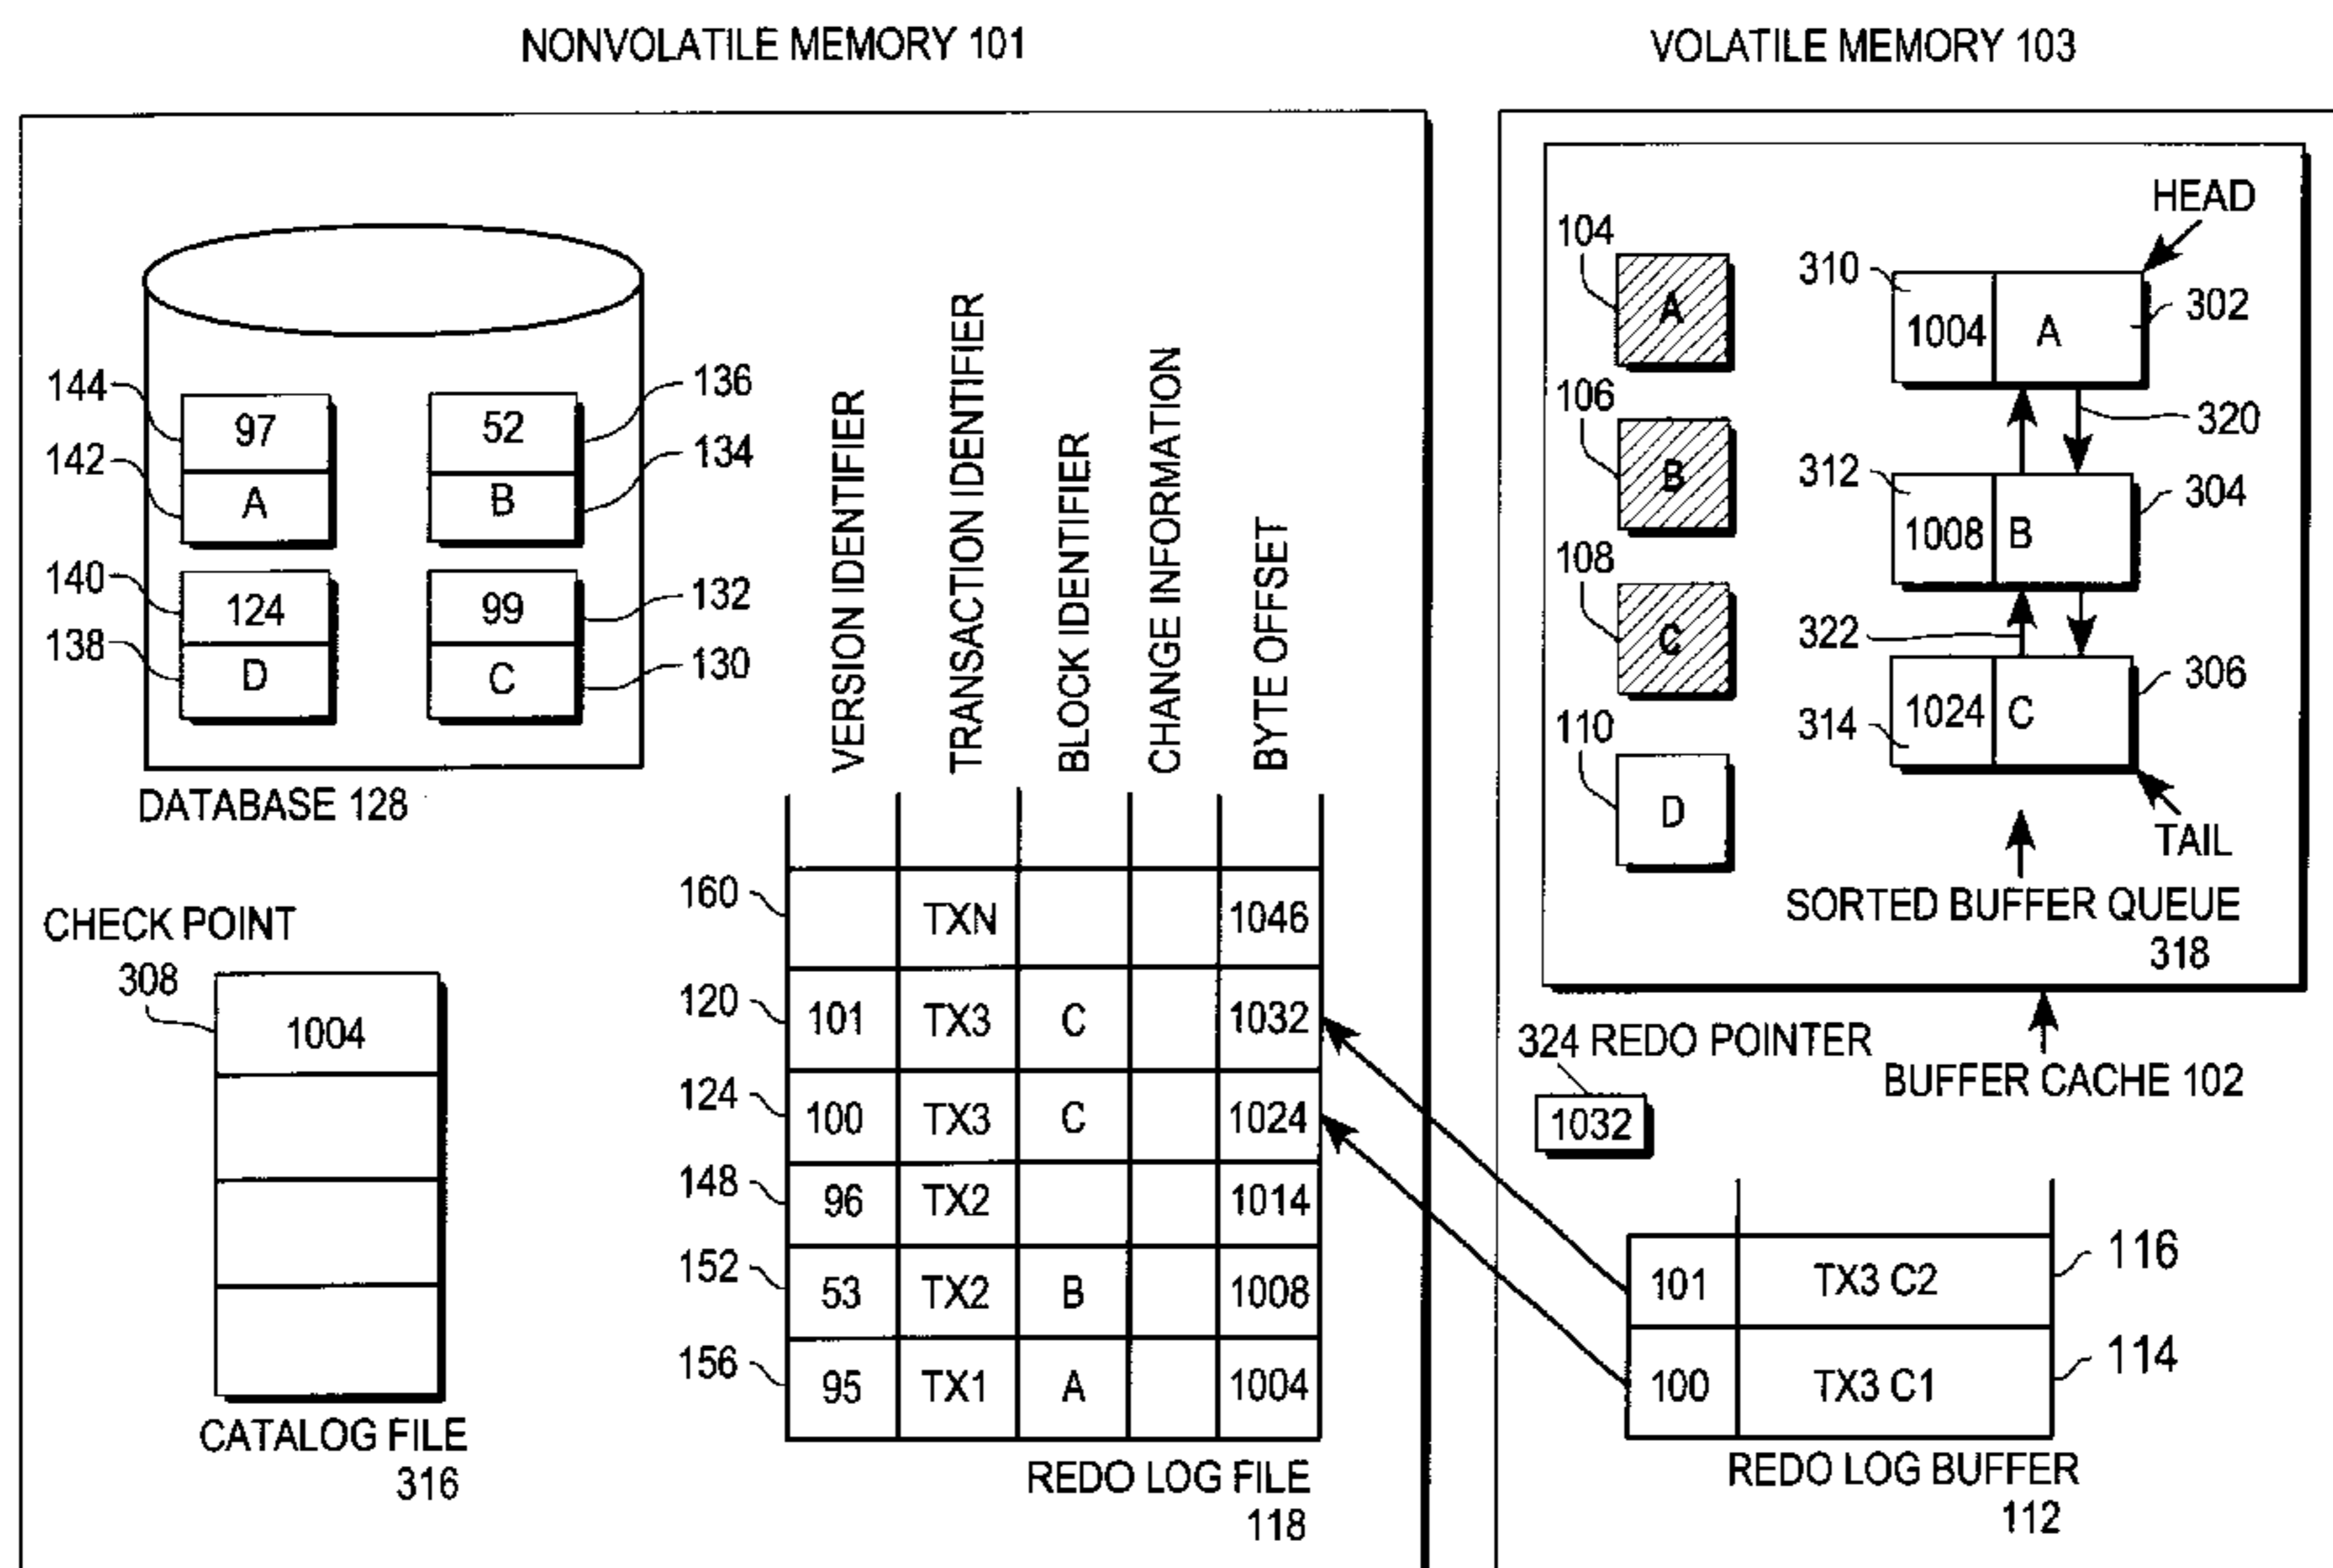 NONVOLATILE MEMORY 101
144
97
142
A
52
136
B
134
140
124
138
D
99
132
C
130
DATABASE 128
CHECK POINT
308
1004
CATALOG FILE
316
VERSION IDENTIFIER
TRANSACTION IDENTIFIER
BLOCK IDENTIFIER
CHANGE INFORMATION
BYTE OFFSET
160 TXN 1046
120 101 TX3 C 1032
124 100 TX3 C 1024
148 96 TX2 1014
152 53 TX2 B 1008
156 95 TX1 A 1004
REDO LOG FILE
118
VOLATILE MEMORY 103
104
A
106
B
108
C
110
D
HEAD
310
1004 A
302
320
312
1008 B
304
322
1024 C
306
314
TAIL
SORTED BUFFER QUEUE
318
324 REDO POINTER
1032
BUFFER CACHE 102
101 TX3 C2
116
100 TX3 C1
114
REDO LOG BUFFER
112